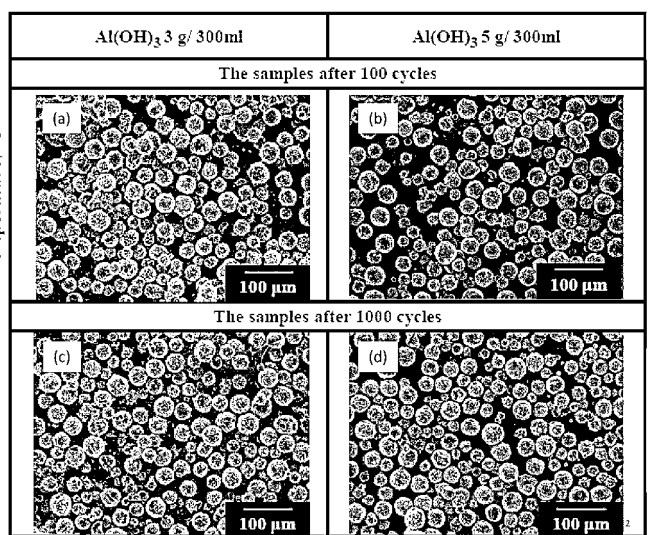 Al(OH)3 3 g/ 300ml
Al(OH)3 5 g/ 300ml
The samples after 100 cycles
(a)
(b)
100 µm
100 µm
The samples after 1000 cycles
(c)
(d)
100 µm
100 µm
2